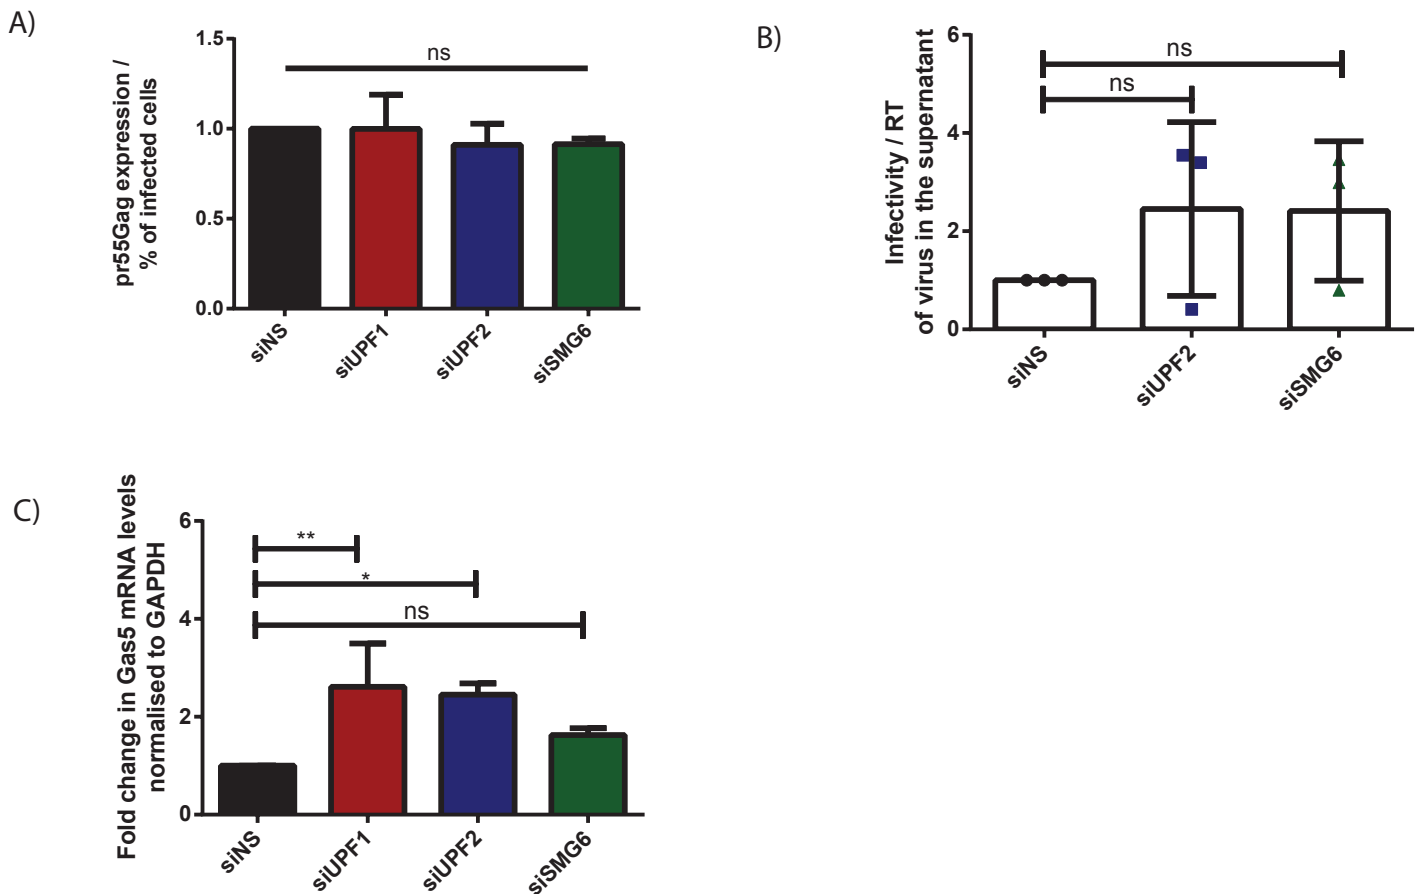 A)
pr55Gag expression /
% of infected cells
1.5
1.0
0.5
0.0
ns
siNS
siUPF1
siUPF2
siSMG6
B)
Infectivity / RT
of virus in the supernatant
6
4
2
0
ns
ns
siNS
siUPF2
siSMG6
C)
Fold change in Gas5 mRNA levels
normalised to GAPDH
6
4
2
0
**
*
ns
siNS
siUPF1
siUPF2
siSMG6